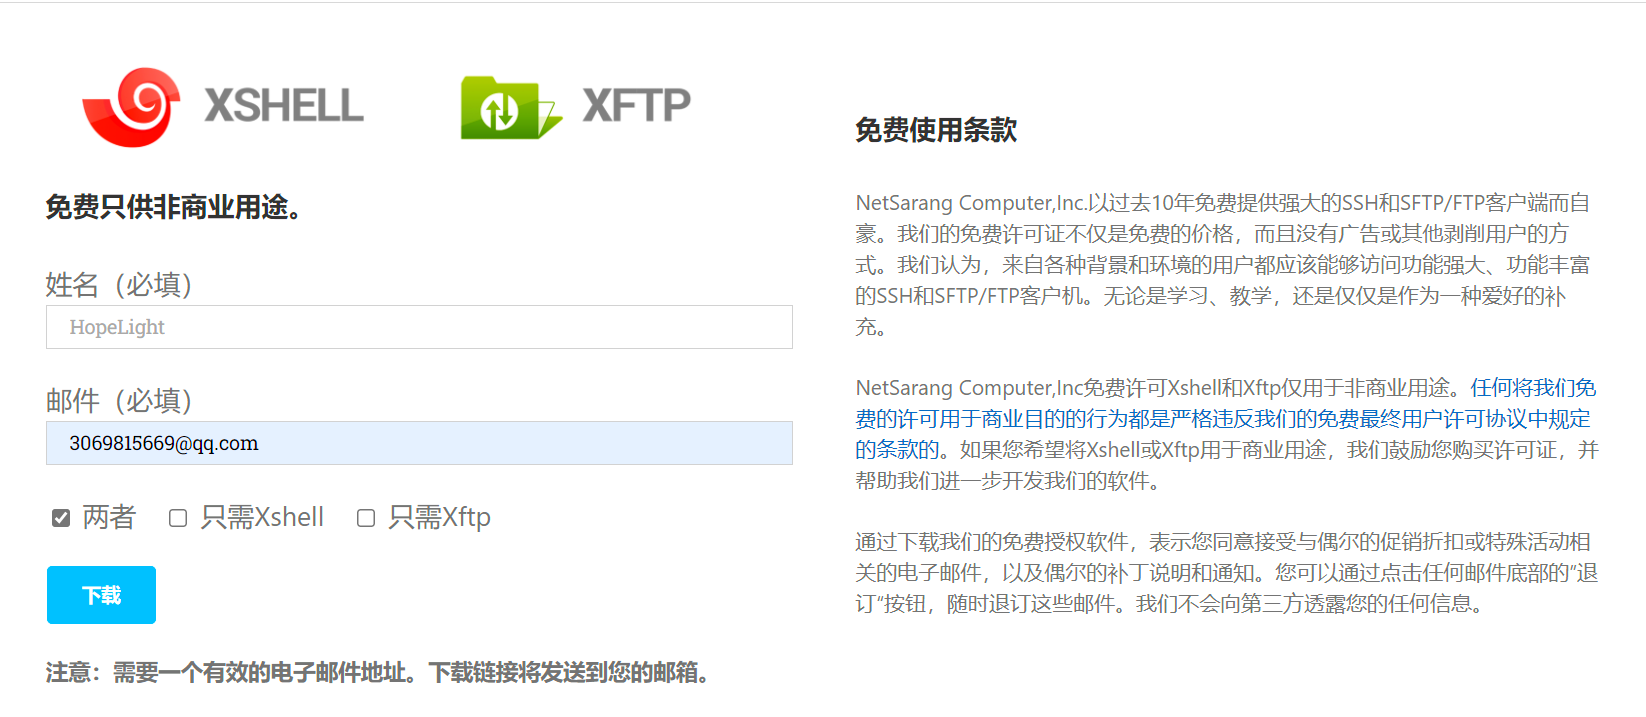 XSHELL
XFTP
免费只供非商业用途。
姓名（必填）
HopeLight
邮件（必填）
3069815669@qq.com
两者 只需Xshell 只需Xftp
下载
注意：需要一个有效的电子邮件地址。下载链接将发送到您的邮箱。
免费使用条款
NetSarang Computer,Inc.以过去10年免费提供强大的SSH和SFTP/FTP客户端而自
豪。我们的免费许可证不仅是免费的价格，而且没有广告或其他剥削用户的方
式。我们认为，来自各种背景和环境的用户都应该能够访问功能强大、功能丰富
的SSH和SFTP/FTP客户机。无论是学习、教学，还是仅仅是作为一种爱好的补
充。
NetSarang Computer,Inc免费许可Xshell和Xftp仅用于非商业用途。任何将我们免
费的许可用于商业目的的行为都是严格违反我们的免费最终用户许可协议中规定
的条款的。如果您希望将Xshell或Xftp用于商业用途，我们鼓励您购买许可证，并
帮助我们进一步开发我们的软件。
通过下载我们的免费授权软件，表示您同意接受与偶尔的促销折扣或特殊活动相
关的电子邮件，以及偶尔的补丁说明和通知。您可以通过点击任何邮件底部的”退
订“按钮，随时退订这些邮件。我们不会向第三方透露您的任何信息。